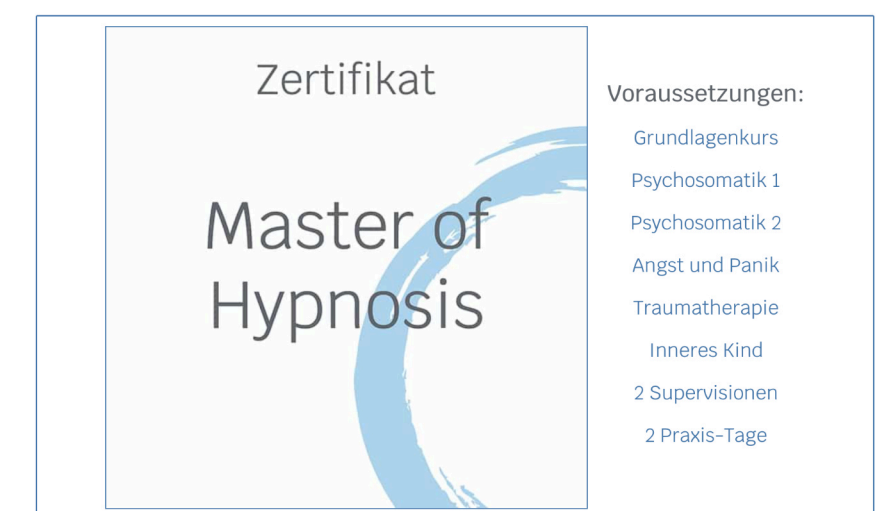 Zertifikat
Master of
Hypnosis
Voraussetzungen:
Grundlagenkurs
Psychosomatik 1
Psychosomatik 2
Angst und Panik
Traumatherapie
Inneres Kind
2 Supervisionen
2 Praxis-Tage